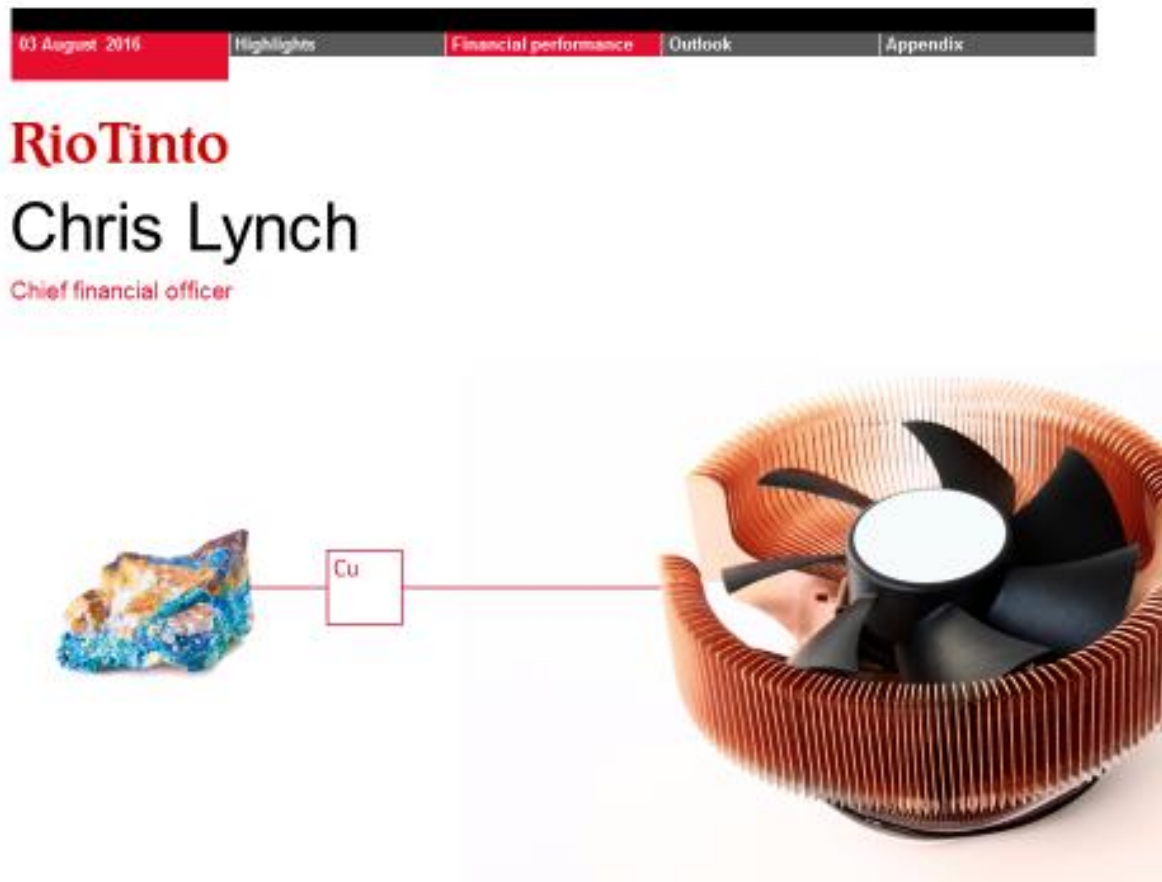 03 August 2016
Highlights
Financial performance
Outlook
Appendix
RioTinto
Chris Lynch
Chief financial officer
Cu